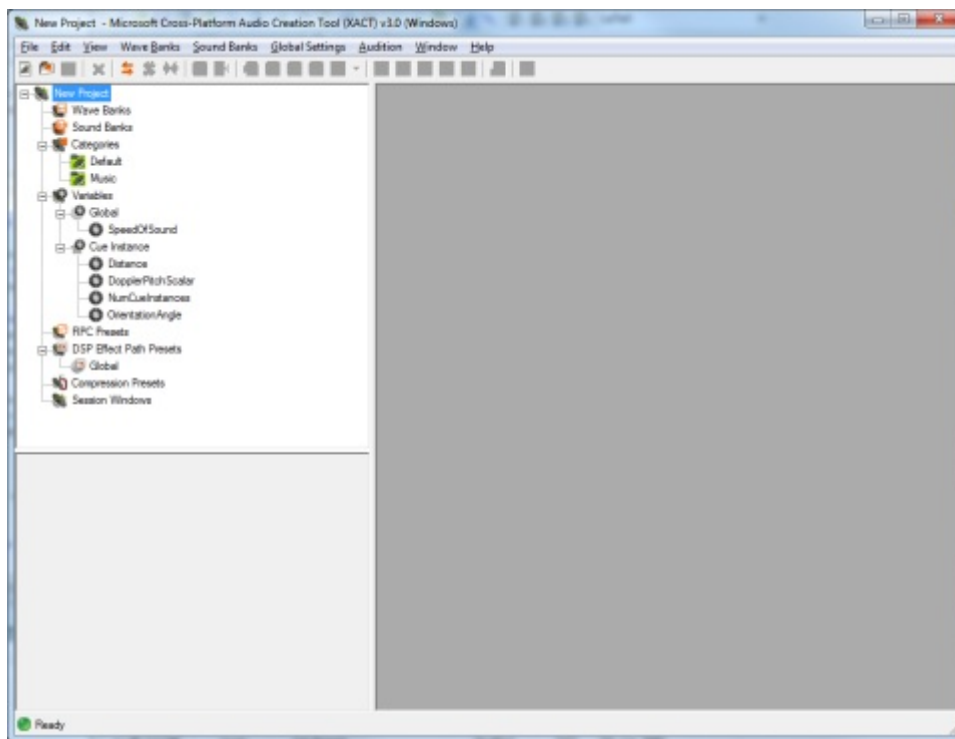 New Project - Microsoft Cross-Platform Audio Creation Tool (XACT) v3.0 (Windows)
File Edit View Wave Banks Sound Banks Global Settings Audition Window Help
New Project
Wave Banks
Sound Banks
Categories
Default
Music
Variables
Global
SpeedOfSound
Cue Instance
Distance
DopplerPitchScalar
NumCueInstances
OrientationAngle
RPC Presets
DSP Effect Path Presets
Global
Compression Presets
Session Windows
Ready